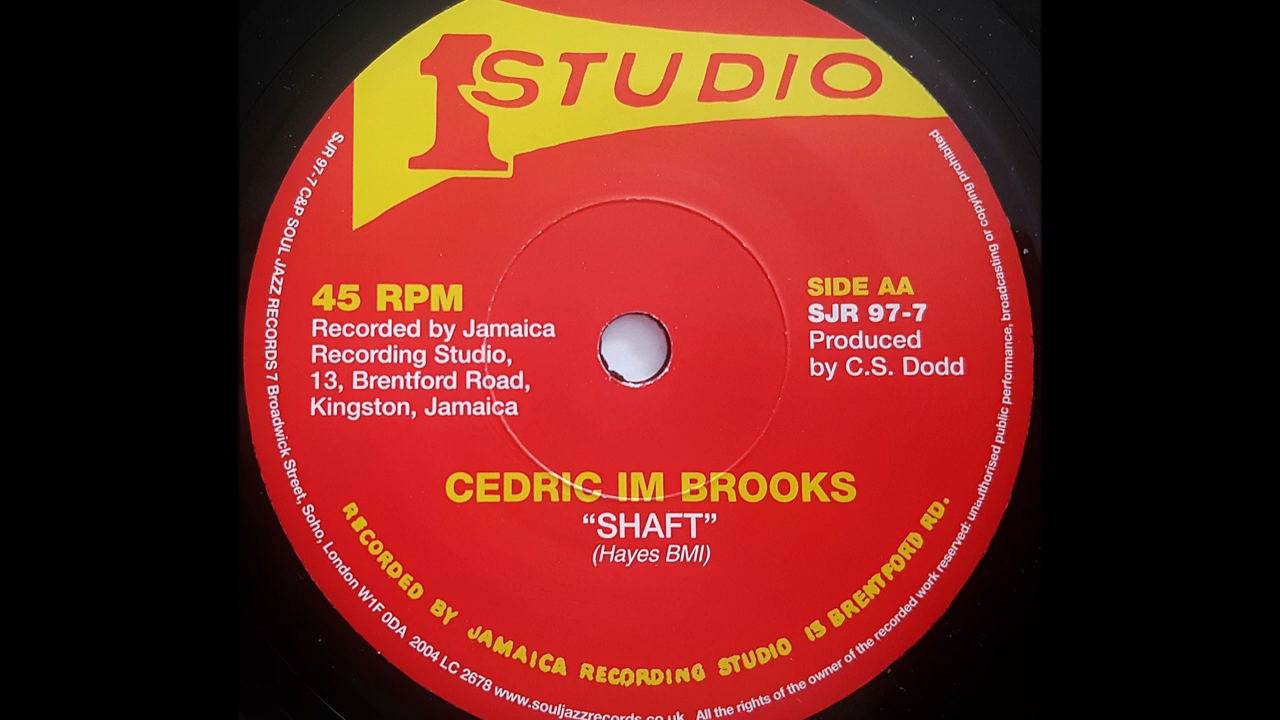 1 STUDIO
45 RPM
Recorded by Jamaica
Recording Studio,
13, Brentford Road,
Kingston, Jamaica
SIDE AA
SJR 97-7
Produced
by C.S. Dodd
CEDRIC IM BROOKS
“SHAFT”
(Hayes BMI)
RECORDED BY JAMAICA RECORDING STUDIO 13 BRENTFORD RD.
SJR 97-7 C&P SOUL JAZZ RECORDS 7 Broadwick Street, Soho, London W1F 0DA 2004 LC 2678 www.souljazzrecords.co.uk All the rights of the owner of the recorded work reserved: unauthorised public performance, broadcasting or copying prohibited